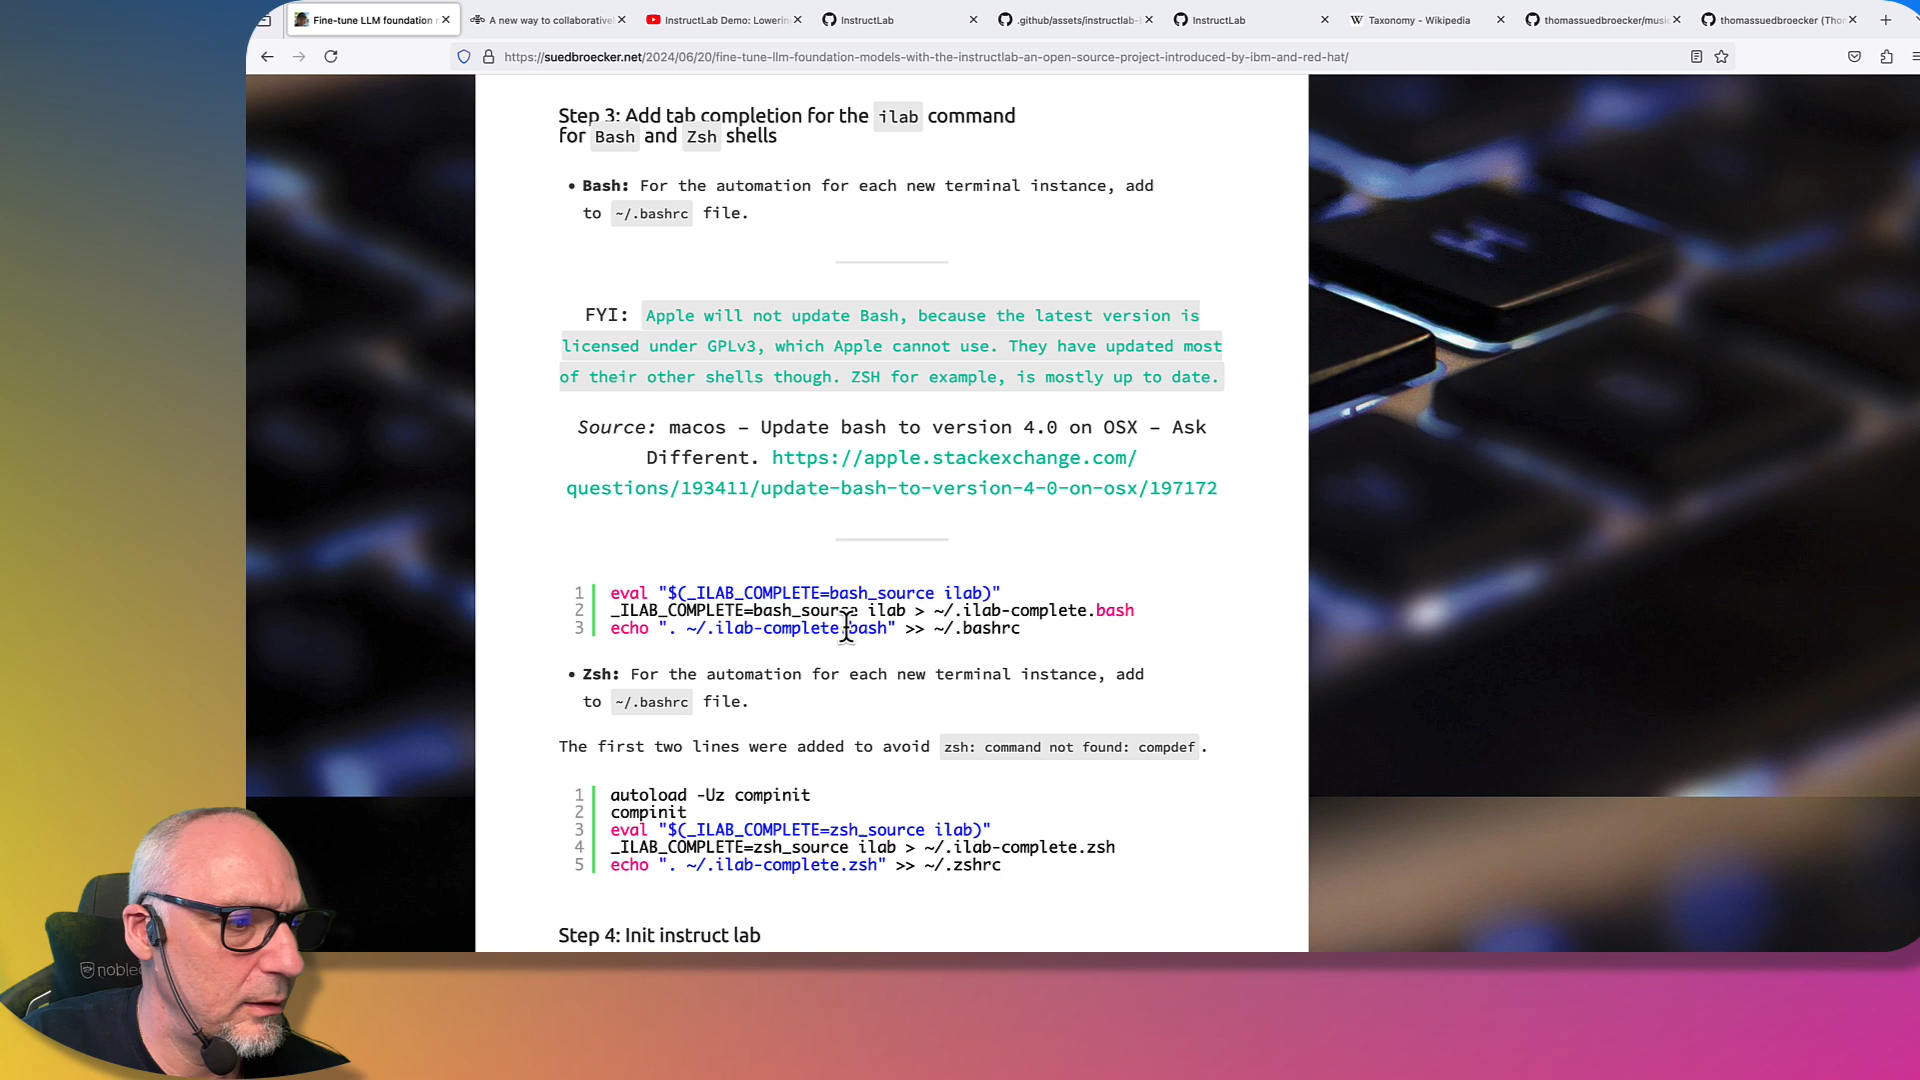 Fine-tune LLM foundation
A new way to collaborative
InstructLab Demo: Lowerin
InstructLab
.github/assets/instructlab-
InstructLab
Taxonomy - Wikipedia
thomassuedbroecker/musi
thomassuedbroecker (Tho
https://suedbroecker.net/2024/06/20/fine-tune-llm-foundation-models-with-the-instructlab-an-open-source-project-introduced-by-ibm-and-red-hat/
Step 3: Add tab completion for the ilab command
for Bash and Zsh shells
• Bash: For the automation for each new terminal instance, add
to ~/.bashrc file.
FYI: Apple will not update Bash, because the latest version is
licensed under GPLv3, which Apple cannot use. They have updated most
of their other shells though. ZSH for example, is mostly up to date.
Source: macos – Update bash to version 4.0 on OSX – Ask
Different. https://apple.stackexchange.com/
questions/193411/update-bash-to-version-4-0-on-osx/197172
1 eval "$(_ILAB_COMPLETE=bash_source ilab)"
2 _ILAB_COMPLETE=bash_source ilab > ~/.ilab-complete.bash
3 echo ". ~/.ilab-complete.bash" >> ~/.bashrc
• Zsh: For the automation for each new terminal instance, add
to ~/.bashrc file.
The first two lines were added to avoid zsh: command not found: compdef.
1 autoload -Uz compinit
2 compinit
3 eval "$(_ILAB_COMPLETE=zsh_source ilab)"
4 _ILAB_COMPLETE=zsh_source ilab > ~/.ilab-complete.zsh
5 echo ". ~/.ilab-complete.zsh" >> ~/.zshrc
Step 4: Init instruct lab
noble